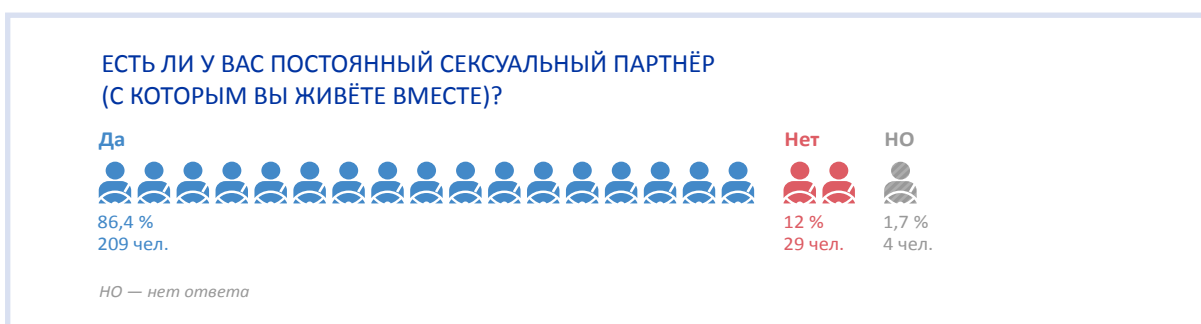 ЕСТЬ ЛИ У ВАС ПОСТОЯННЫЙ СЕКСУАЛЬНЫЙ ПАРТНЁР
(С КОТОРЫМ ВЫ ЖИВЁТЕ ВМЕСТЕ)?
Да Нет НО
86,4 % 12 % 1,7 %
209 чел. 29 чел. 4 чел.
НО — нет ответа